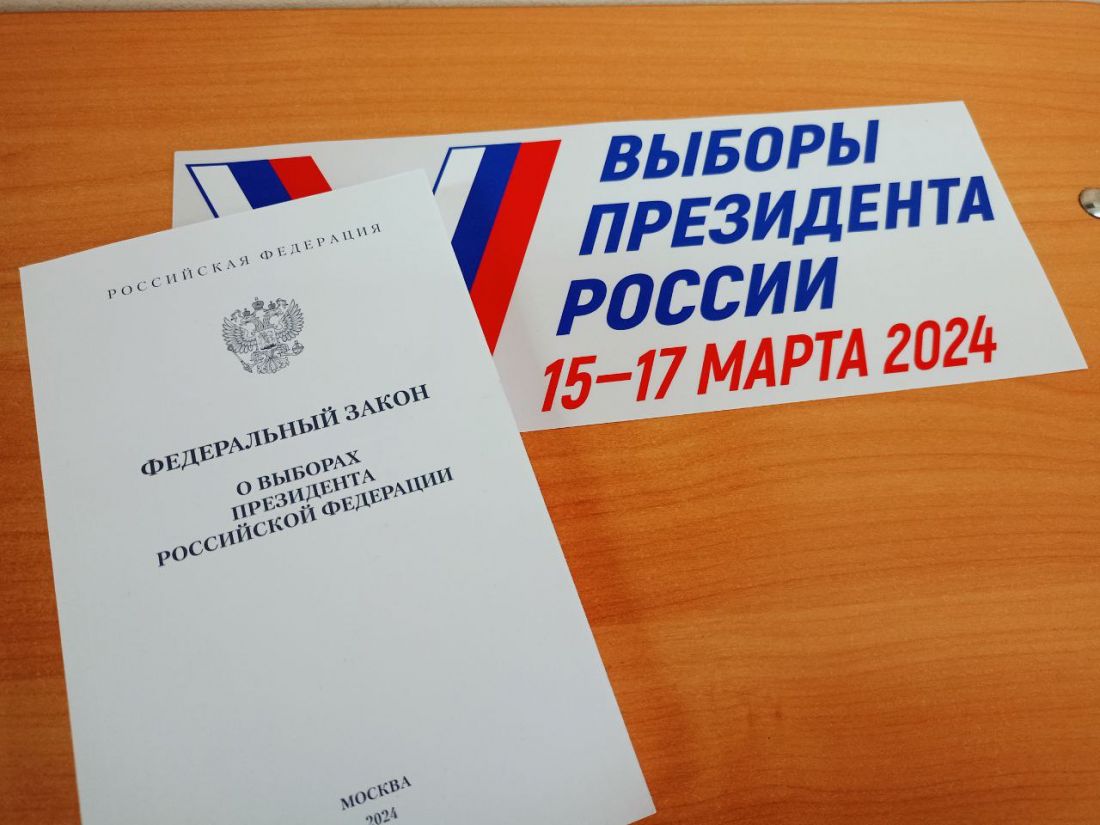 ВЫБОРЫ
ПРЕЗИДЕНТА
РОССИИ
15–17 МАРТА 2024
РОССИЙСКАЯ ФЕДЕРАЦИЯ
ФЕДЕРАЛЬНЫЙ ЗАКОН
О ВЫБОРАХ
ПРЕЗИДЕНТА
РОССИЙСКОЙ ФЕДЕРАЦИИ
МОСКВА
2024